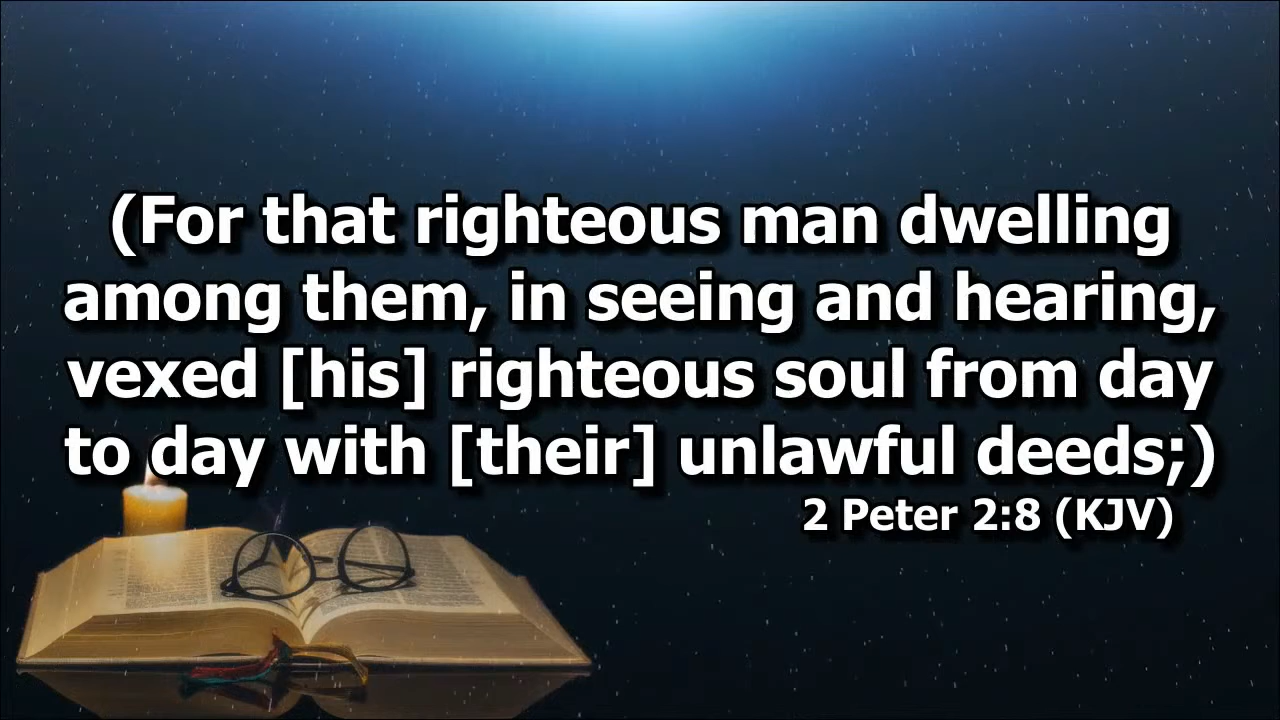 (For that righteous man dwelling
among them, in seeing and hearing,
vexed [his] righteous soul from day
to day with [their] unlawful deeds;)
2 Peter 2:8 (KJV)